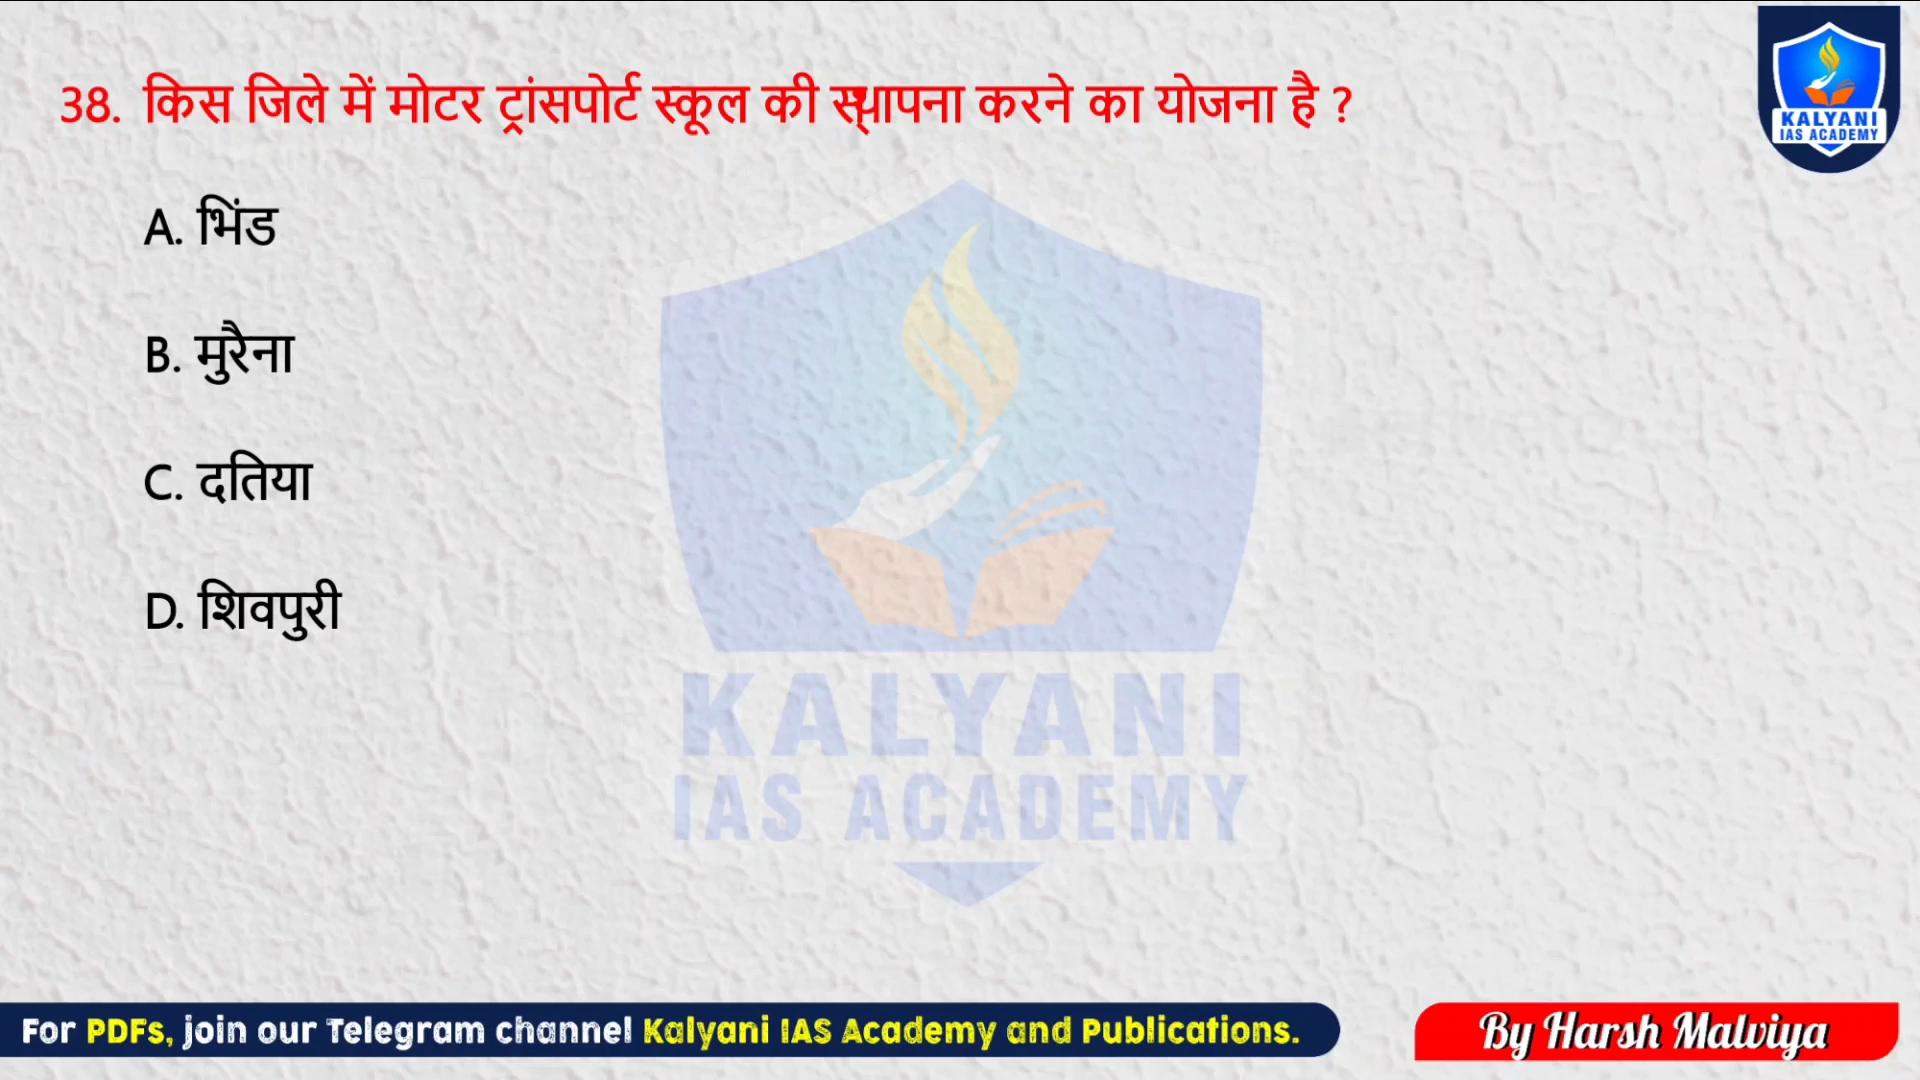 38. किस जिले में मोटर ट्रांसपोर्ट स्कूल की स्थापना करने का योजना है ?
KALYANI
IAS ACADEMY
A. भिंड
B. मुरैना
C. दतिया
D. शिवपुरी
KALYANI
IAS ACADEMY
For PDFs, join our Telegram channel Kalyani IAS Academy and Publications.
By Harsh Malviya